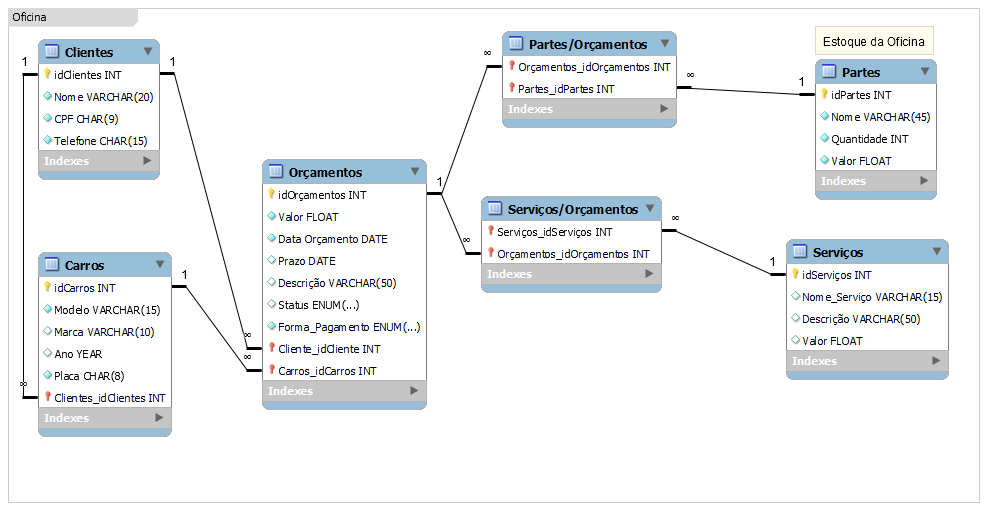 Oficina
Clientes
idClientes INT
Nome VARCHAR(20)
CPF CHAR(9)
Telefone CHAR(15)
Indexes
1
1
∞
Carros
idCarros INT
Modelo VARCHAR(15)
Marca VARCHAR(10)
Ano YEAR
Placa CHAR(8)
Clientes_idClientes INT
Indexes
1
∞
∞
Orçamentos
idOrçamentos INT
Valor FLOAT
Data Orçamento DATE
Prazo DATE
Descrição VARCHAR(50)
Status ENUM(...)
Forma_Pagamento ENUM(...)
Cliente_idCliente INT
Carros_idCarros INT
Indexes
1
∞
∞
Partes/Orçamentos
Orçamentos_idOrçamentos INT
Partes_idPartes INT
Indexes
∞
1
Serviços/Orçamentos
Serviços_idServiços INT
Orçamentos_idOrçamentos INT
Indexes
∞
1
Estoque da Oficina
Partes
idPartes INT
Nome VARCHAR(45)
Quantidade INT
Valor FLOAT
Indexes
Serviços
idServiços INT
Nome_Serviço VARCHAR(15)
Descrição VARCHAR(50)
Valor FLOAT
Indexes